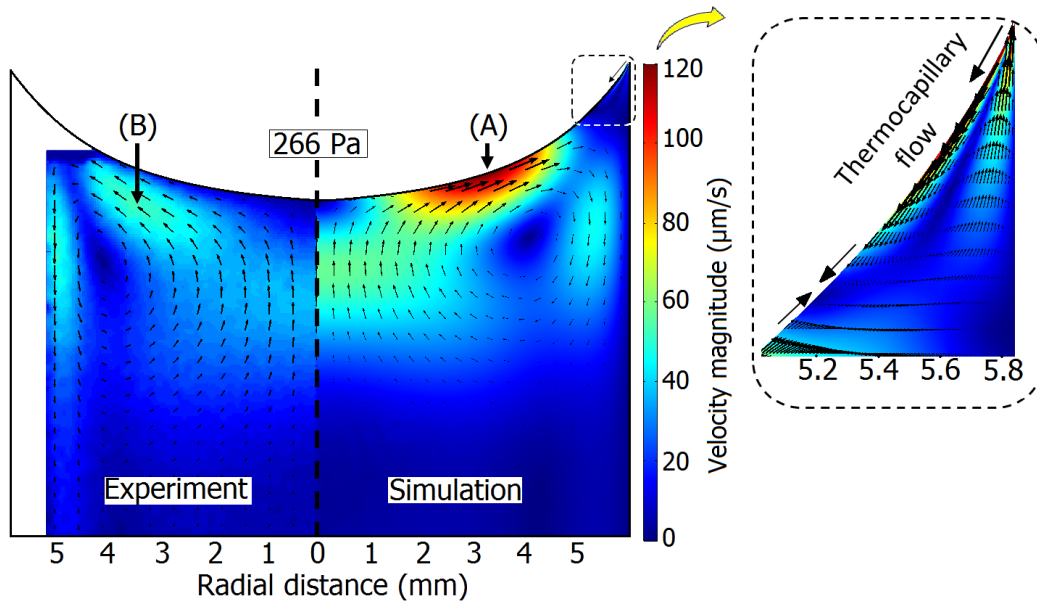 (B)
266 Pa
(A)
Experiment
Simulation
5 4 3 2 1 0 1 2 3 4 5
Radial distance (mm)
120
100
80
60
40
20
0
Velocity magnitude (µm/s)
Thermocapillary
flow
5.2 5.4 5.6 5.8